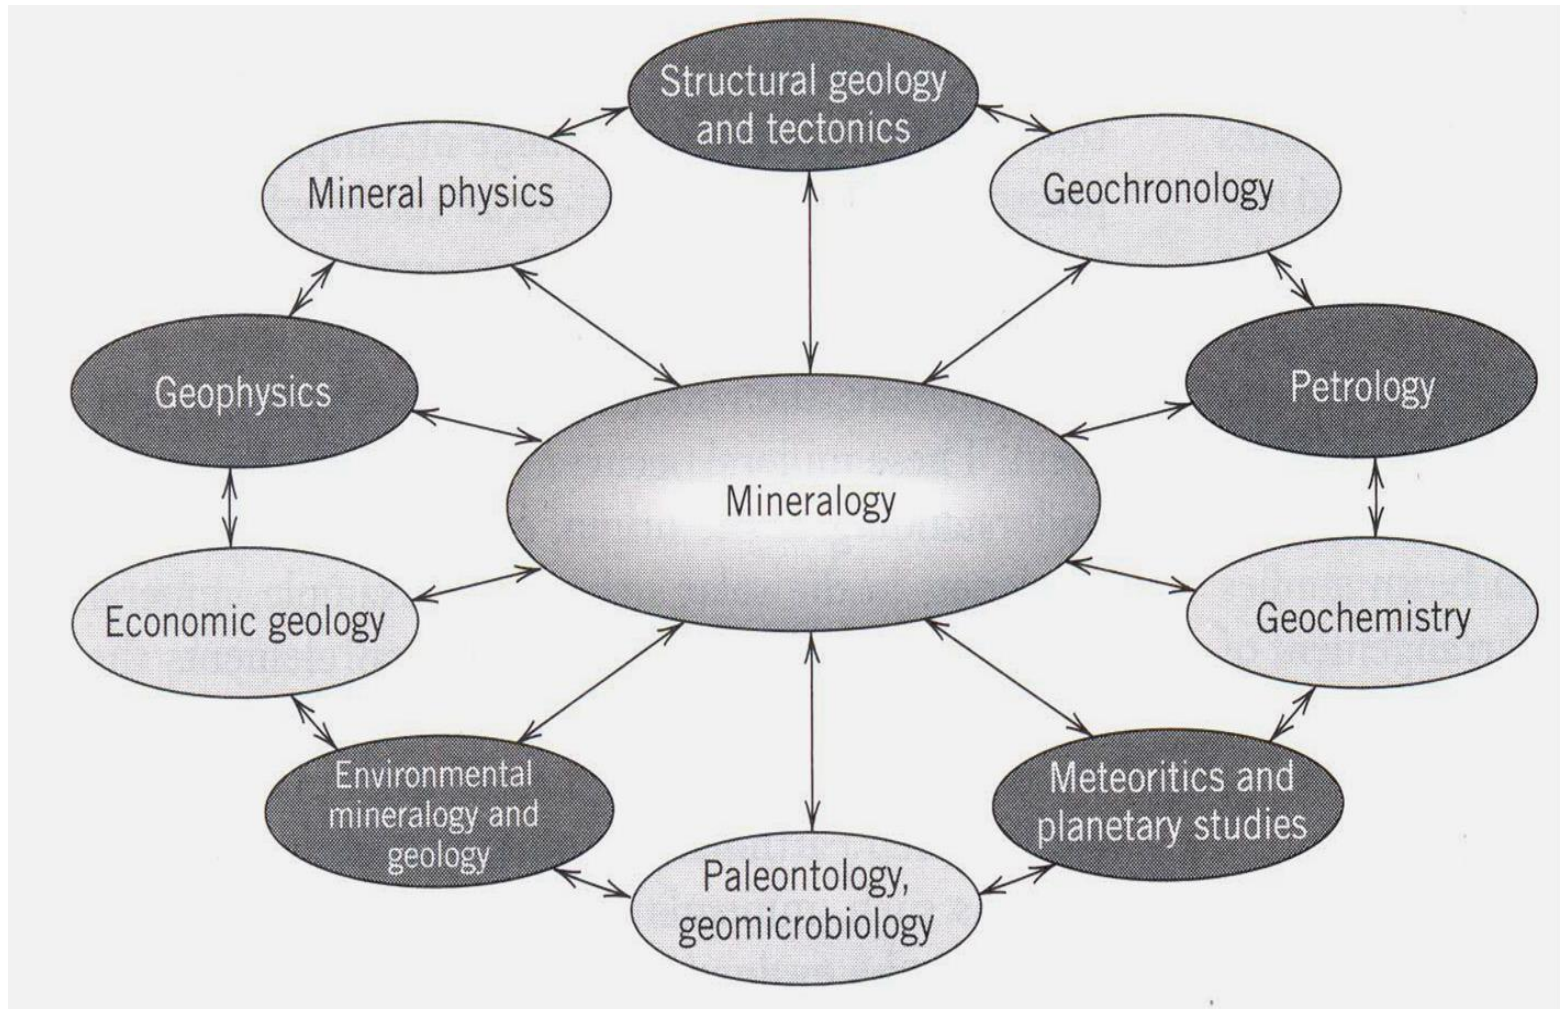 Structural geology
and tectonics
Mineral physics
Geochronology
Geophysics
Petrology
Mineralogy
Economic geology
Geochemistry
Environmental
mineralogy and
geology
Meteoritics and
planetary studies
Paleontology,
geomicrobiology